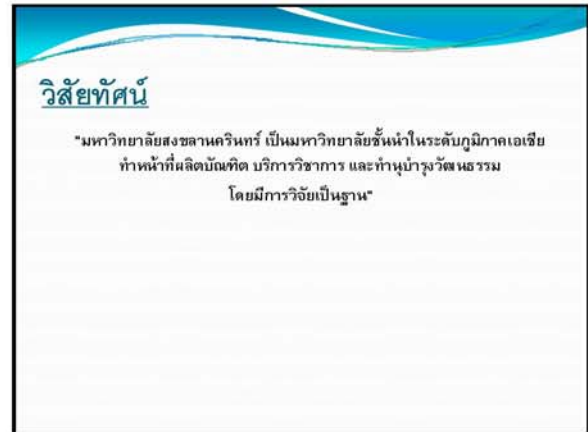 วิสัยทัศน์
"มหาวิทยาลัยสงขลานครินทร์ เป็นมหาวิทยาลัยชั้นนำในระดับภูมิภาคเอเชีย
ทำหน้าที่ผลิตบัณฑิต บริการวิชาการ และทำนุบำรุงวัฒนธรรม
โดยมีการวิจัยเป็นฐาน"